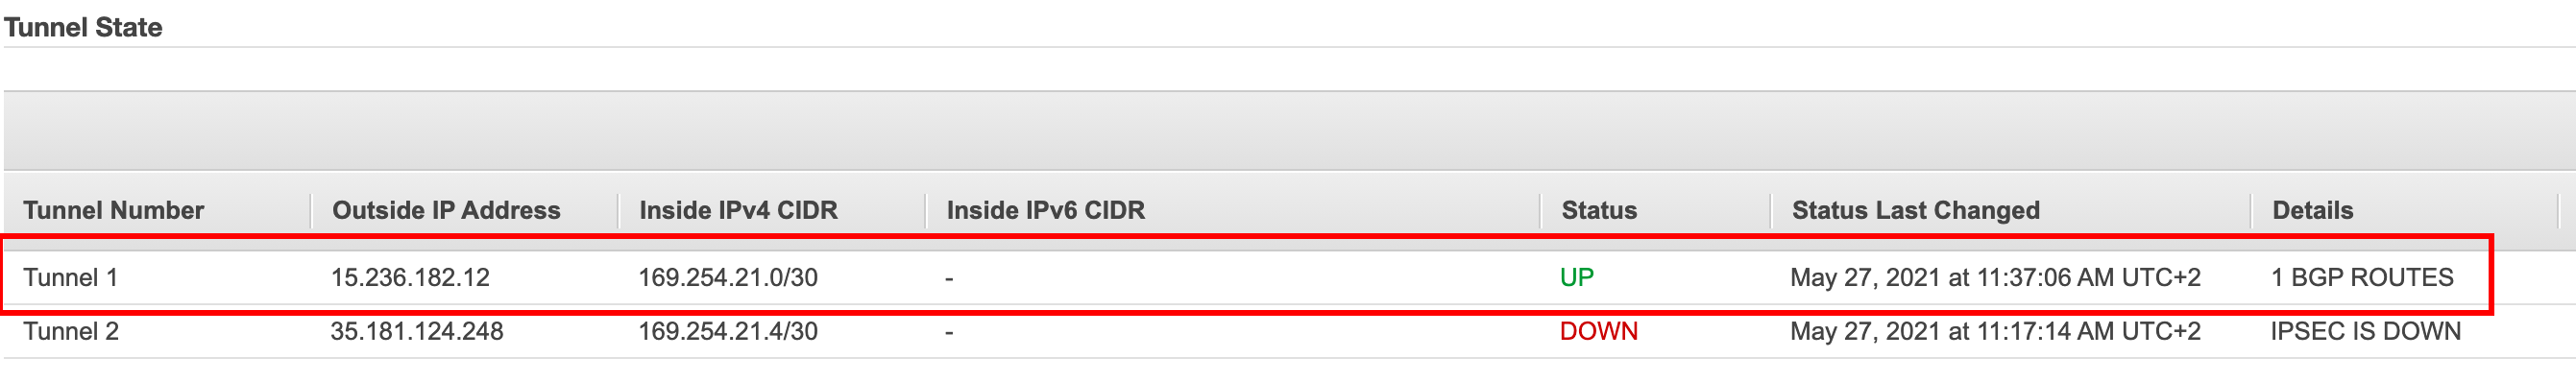 Tunnel State
Tunnel Number Outside IP Address Inside IPv4 CIDR Inside IPv6 CIDR Status Status Last Changed Details
Tunnel 1 15.236.182.12 169.254.21.0/30 - UP May 27, 2021 at 11:37:06 AM UTC+2 1 BGP ROUTES
Tunnel 2 35.181.124.248 169.254.21.4/30 - DOWN May 27, 2021 at 11:17:14 AM UTC+2 IPSEC IS DOWN